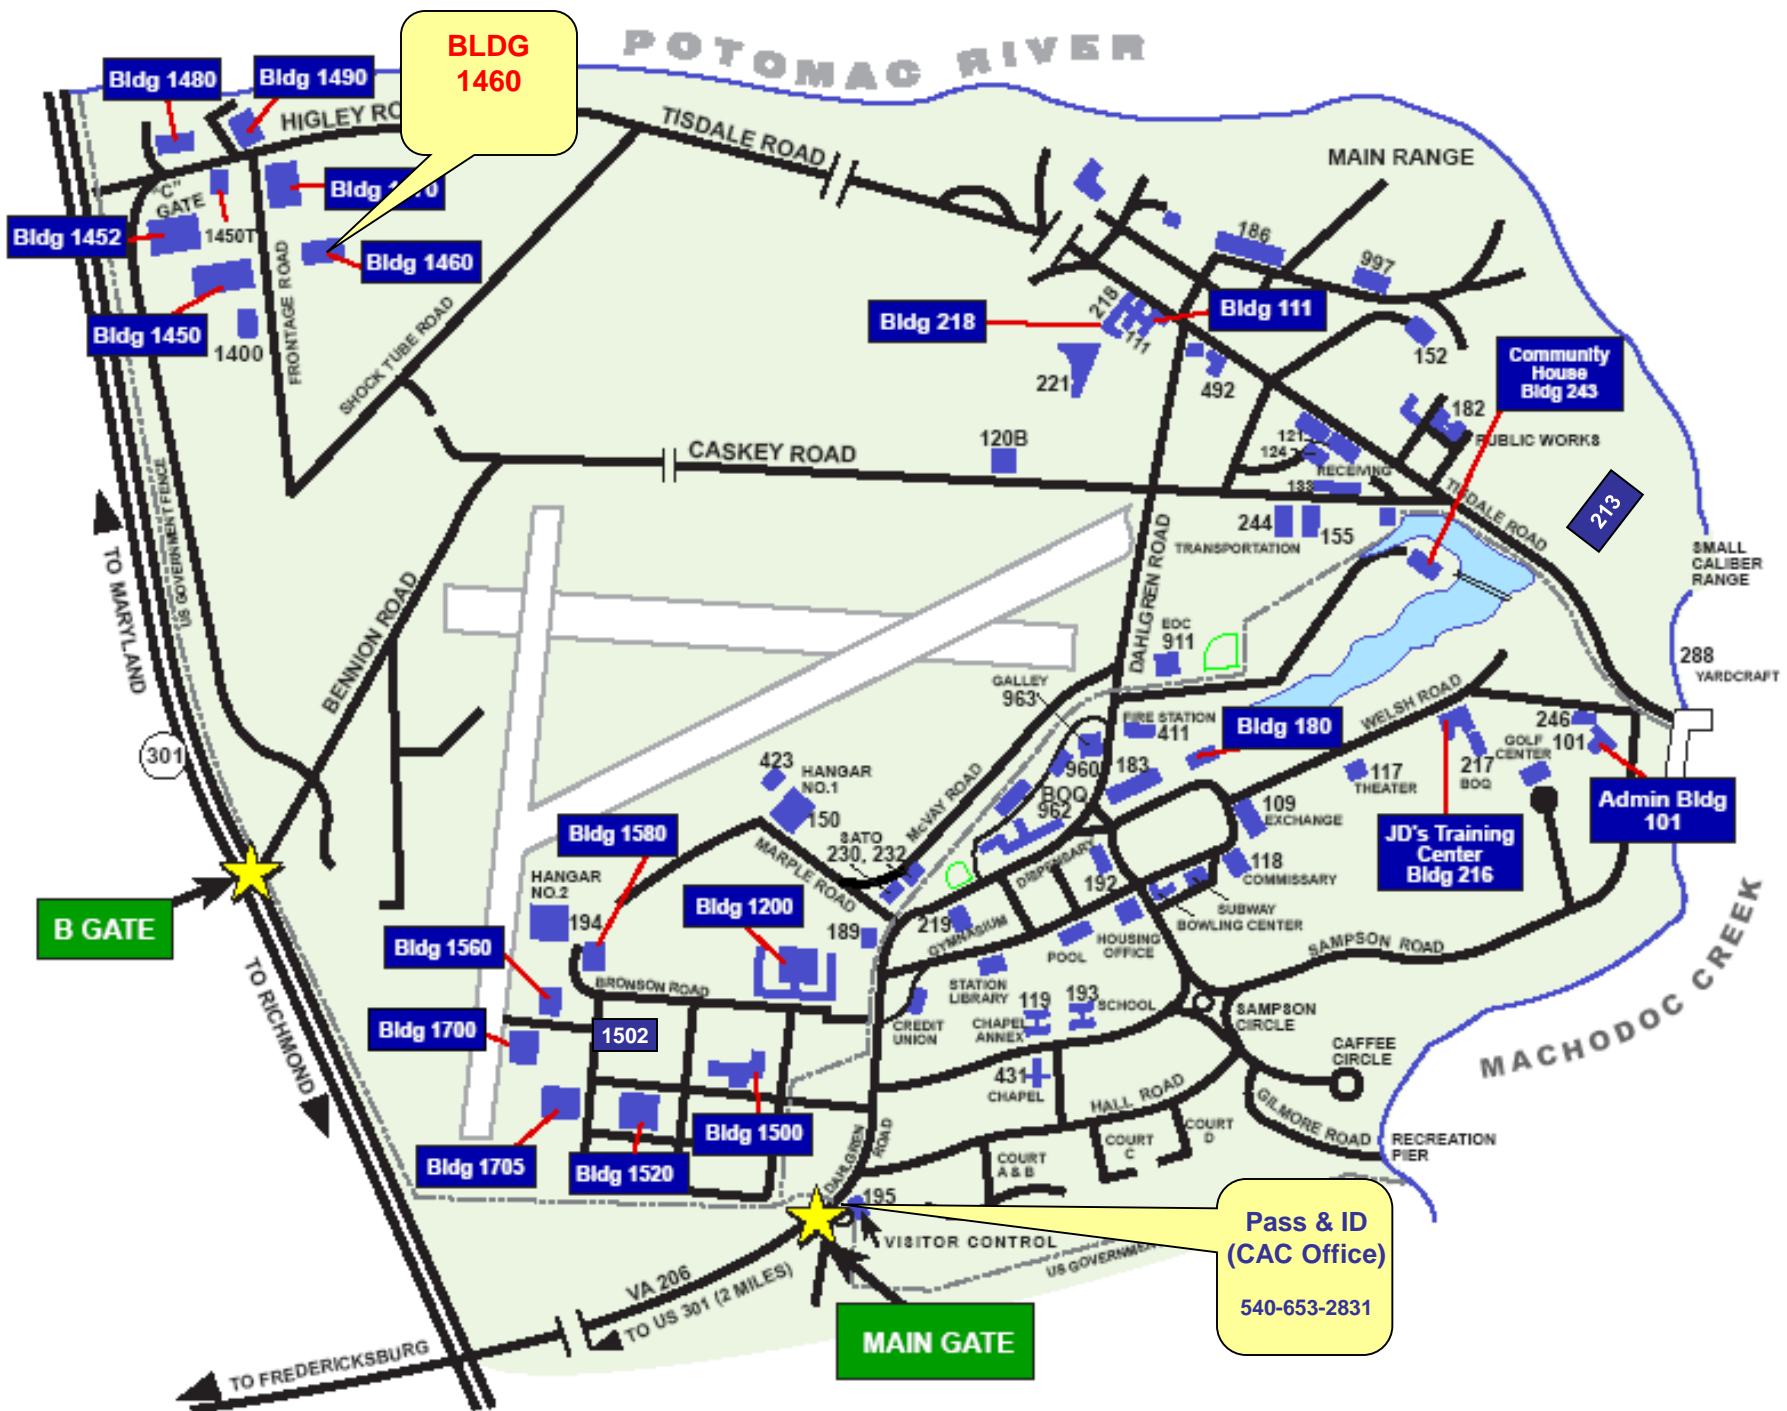 POTOMAC RIVER
BLDG
1460
Bldg 1480
Bldg 1490
HIGLEY RO
TISDALE ROAD
MAIN RANGE
"C"
GATE
1450T
Bldg 1452
Bldg 1460
Bldg 1450
1400
FRONTAGE ROAD
SHOCK TUBE ROAD
186
997
218
111
Bldg 218
Bldg 111
221
492
152
Community
House
Bldg 243
182
PUBLIC WORKS
120B
CASKEY ROAD
121
124
RECEIVING
133
TISDALE ROAD
213
244
155
TRANSPORTATION
SMALL
CALIBER
RANGE
US GOVERNMENT FENCE
TO MARYLAND
BENNION ROAD
DAHLGREN ROAD
EOC
911
288
YARDCRAFT
GALLEY
963
FIRE STATION
411
Bldg 180
WELSH ROAD
246
101
GOLF
CENTER
217
BOQ
117
THEATER
301
423
HANGAR
NO.1
150
McVAY ROAD
960
BOQ
962
183
109
EXCHANGE
Admin Bldg
101
JD's Training
Center
Bldg 216
Bldg 1580
SATO
230, 232
MARPLE ROAD
DISPENSARY
192
118
COMMISSARY
HANGAR
NO.2
194
Bldg 1200
189
219
GYMNASIUM
SUBWAY
BOWLING CENTER
HOUSING
OFFICE
POOL
SAMPSON ROAD
B GATE
Bldg 1560
BRONSON ROAD
STATION
LIBRARY
119
193
SCHOOL
SAMPSON
CIRCLE
MACHODOC CREEK
TO RICHMOND
Bldg 1700
1502
CREDIT
UNION
CHAPEL
ANNEX
CAFFEE
CIRCLE
431
CHAPEL
HALL ROAD
GILMORE ROAD
RECREATION
PIER
Bldg 1500
Bldg 1705
Bldg 1520
DAHLGREN
ROAD
COURT
A & B
COURT
C
COURT
D
195
VISITOR CONTROL
US GOVERNMEN
Pass & ID
(CAC Office)
540-653-2831
VA 206
TO US 301 (2 MILES)
MAIN GATE
TO FREDERICKSBURG